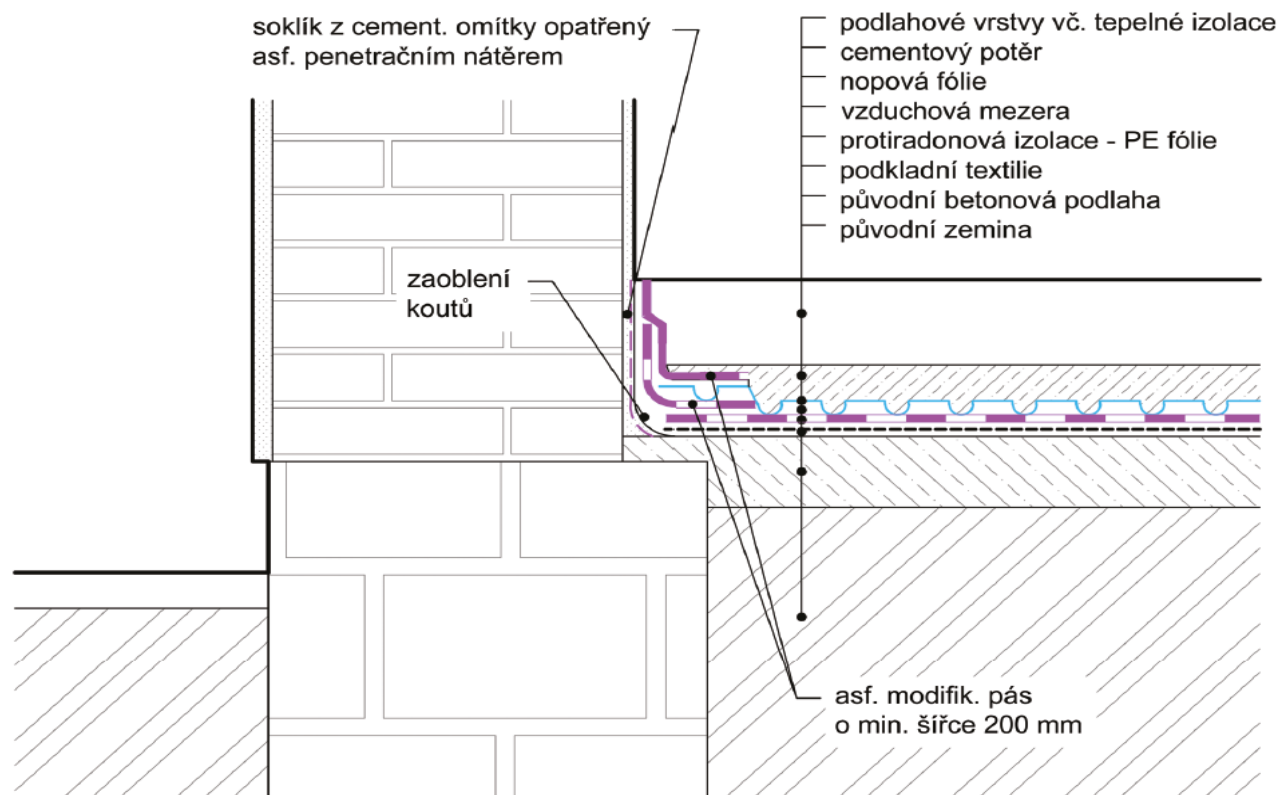 soklík z cement. omítky opatřený
asf. penetračním nátěrem
podlahové vrstvy vč. tepelné izolace
cementový potěr
nopová fólie
vzduchová mezera
protiradonová izolace - PE fólie
podkladní textilie
původní betonová podlaha
původní zemina
zaoblení
koutů
asf. modifik. pás
o min. šířce 200 mm